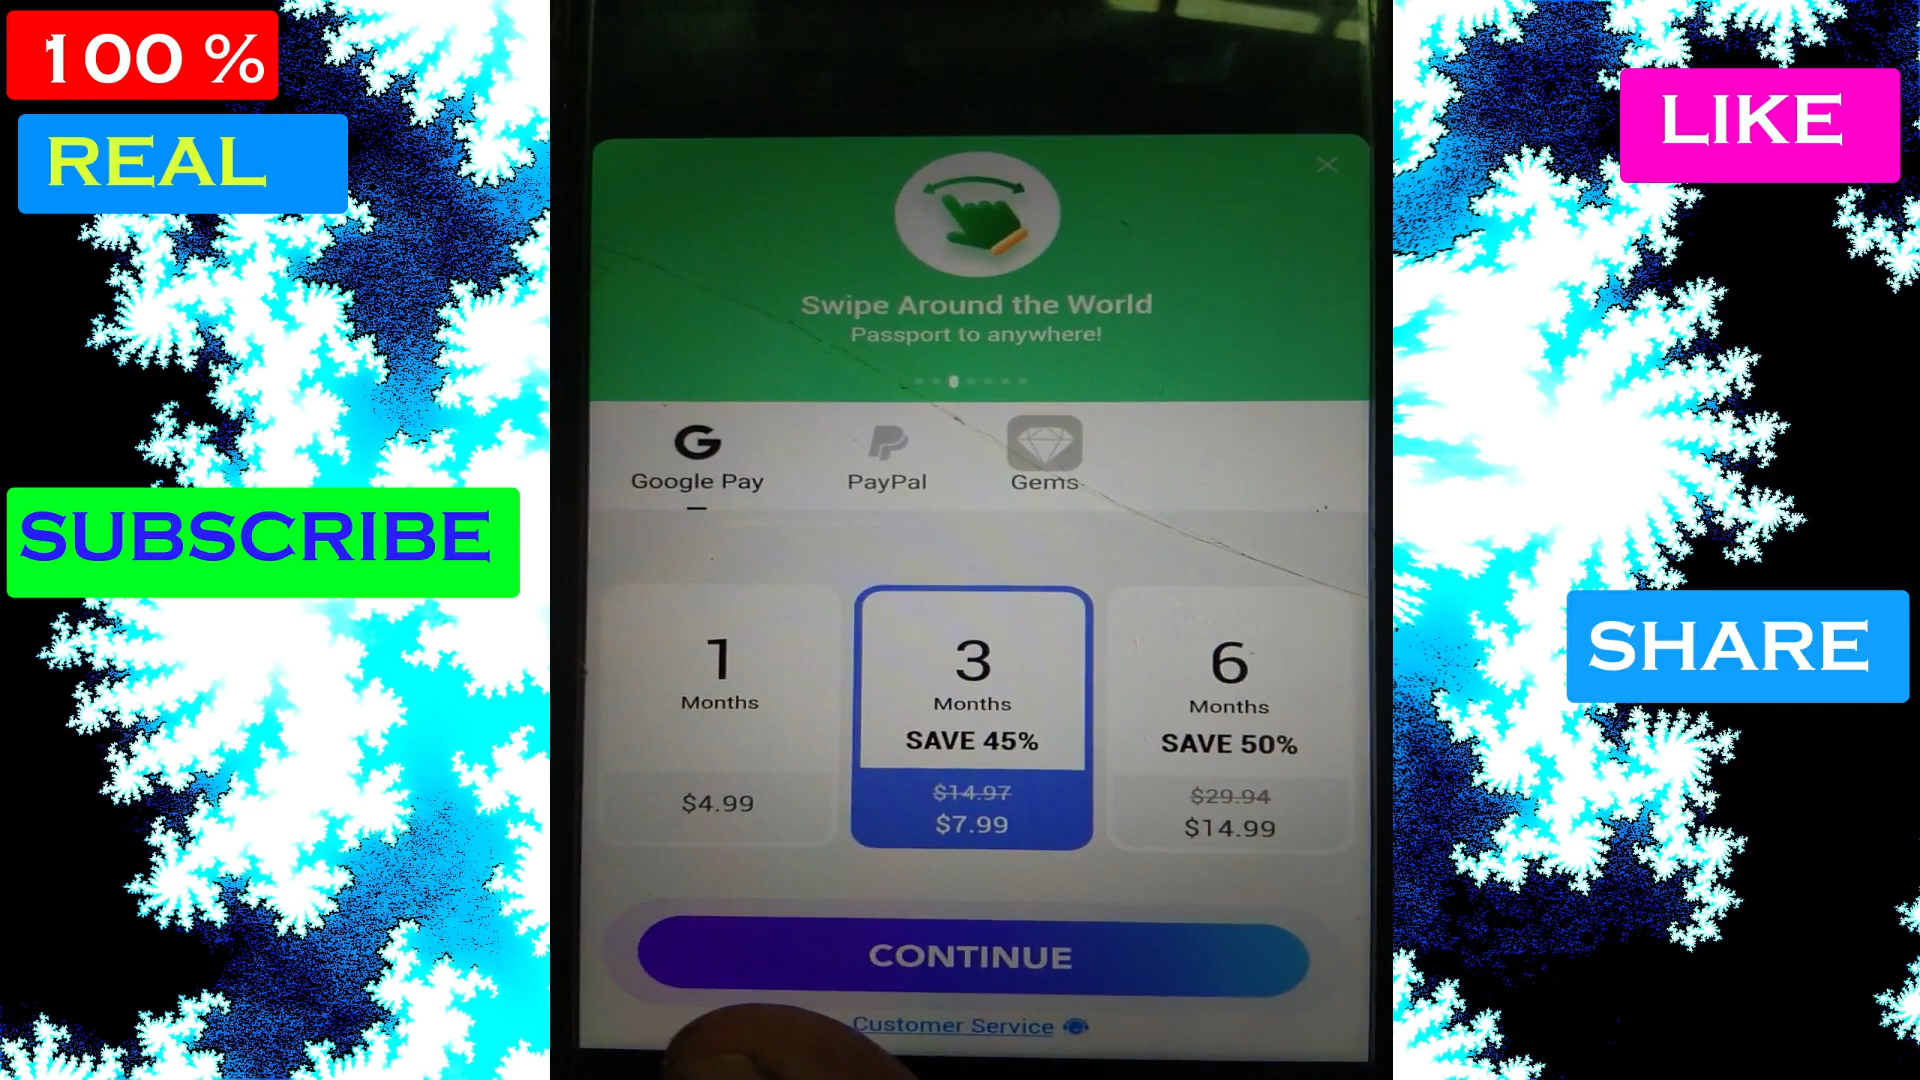 100 %
REAL
SUBSCRIBE
LIKE
SHARE
Swipe Around the World
Passport to anywhere!
Google Pay
PayPal
Gems
1
Months
$4.99
3
Months
SAVE 45%
$14.97
$7.99
6
Months
SAVE 50%
$29.94
$14.99
CONTINUE
Customer Service